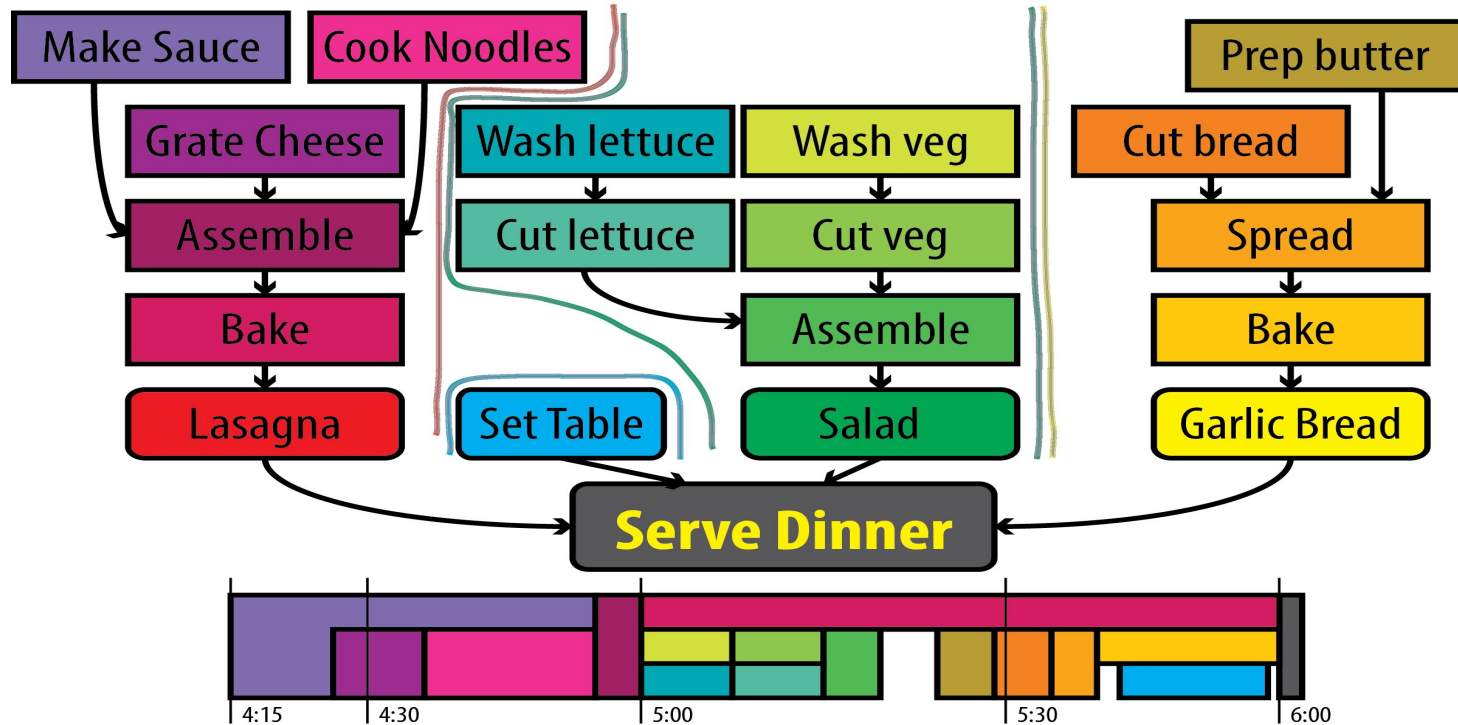 Make Sauce
Cook Noodles
Prep butter
Grate Cheese
Wash lettuce
Wash veg
Cut bread
Assemble
Cut lettuce
Cut veg
Spread
Bake
Assemble
Bake
Lasagna
Set Table
Salad
Garlic Bread
Serve Dinner
4:15
4:30
5:00
5:30
6:00